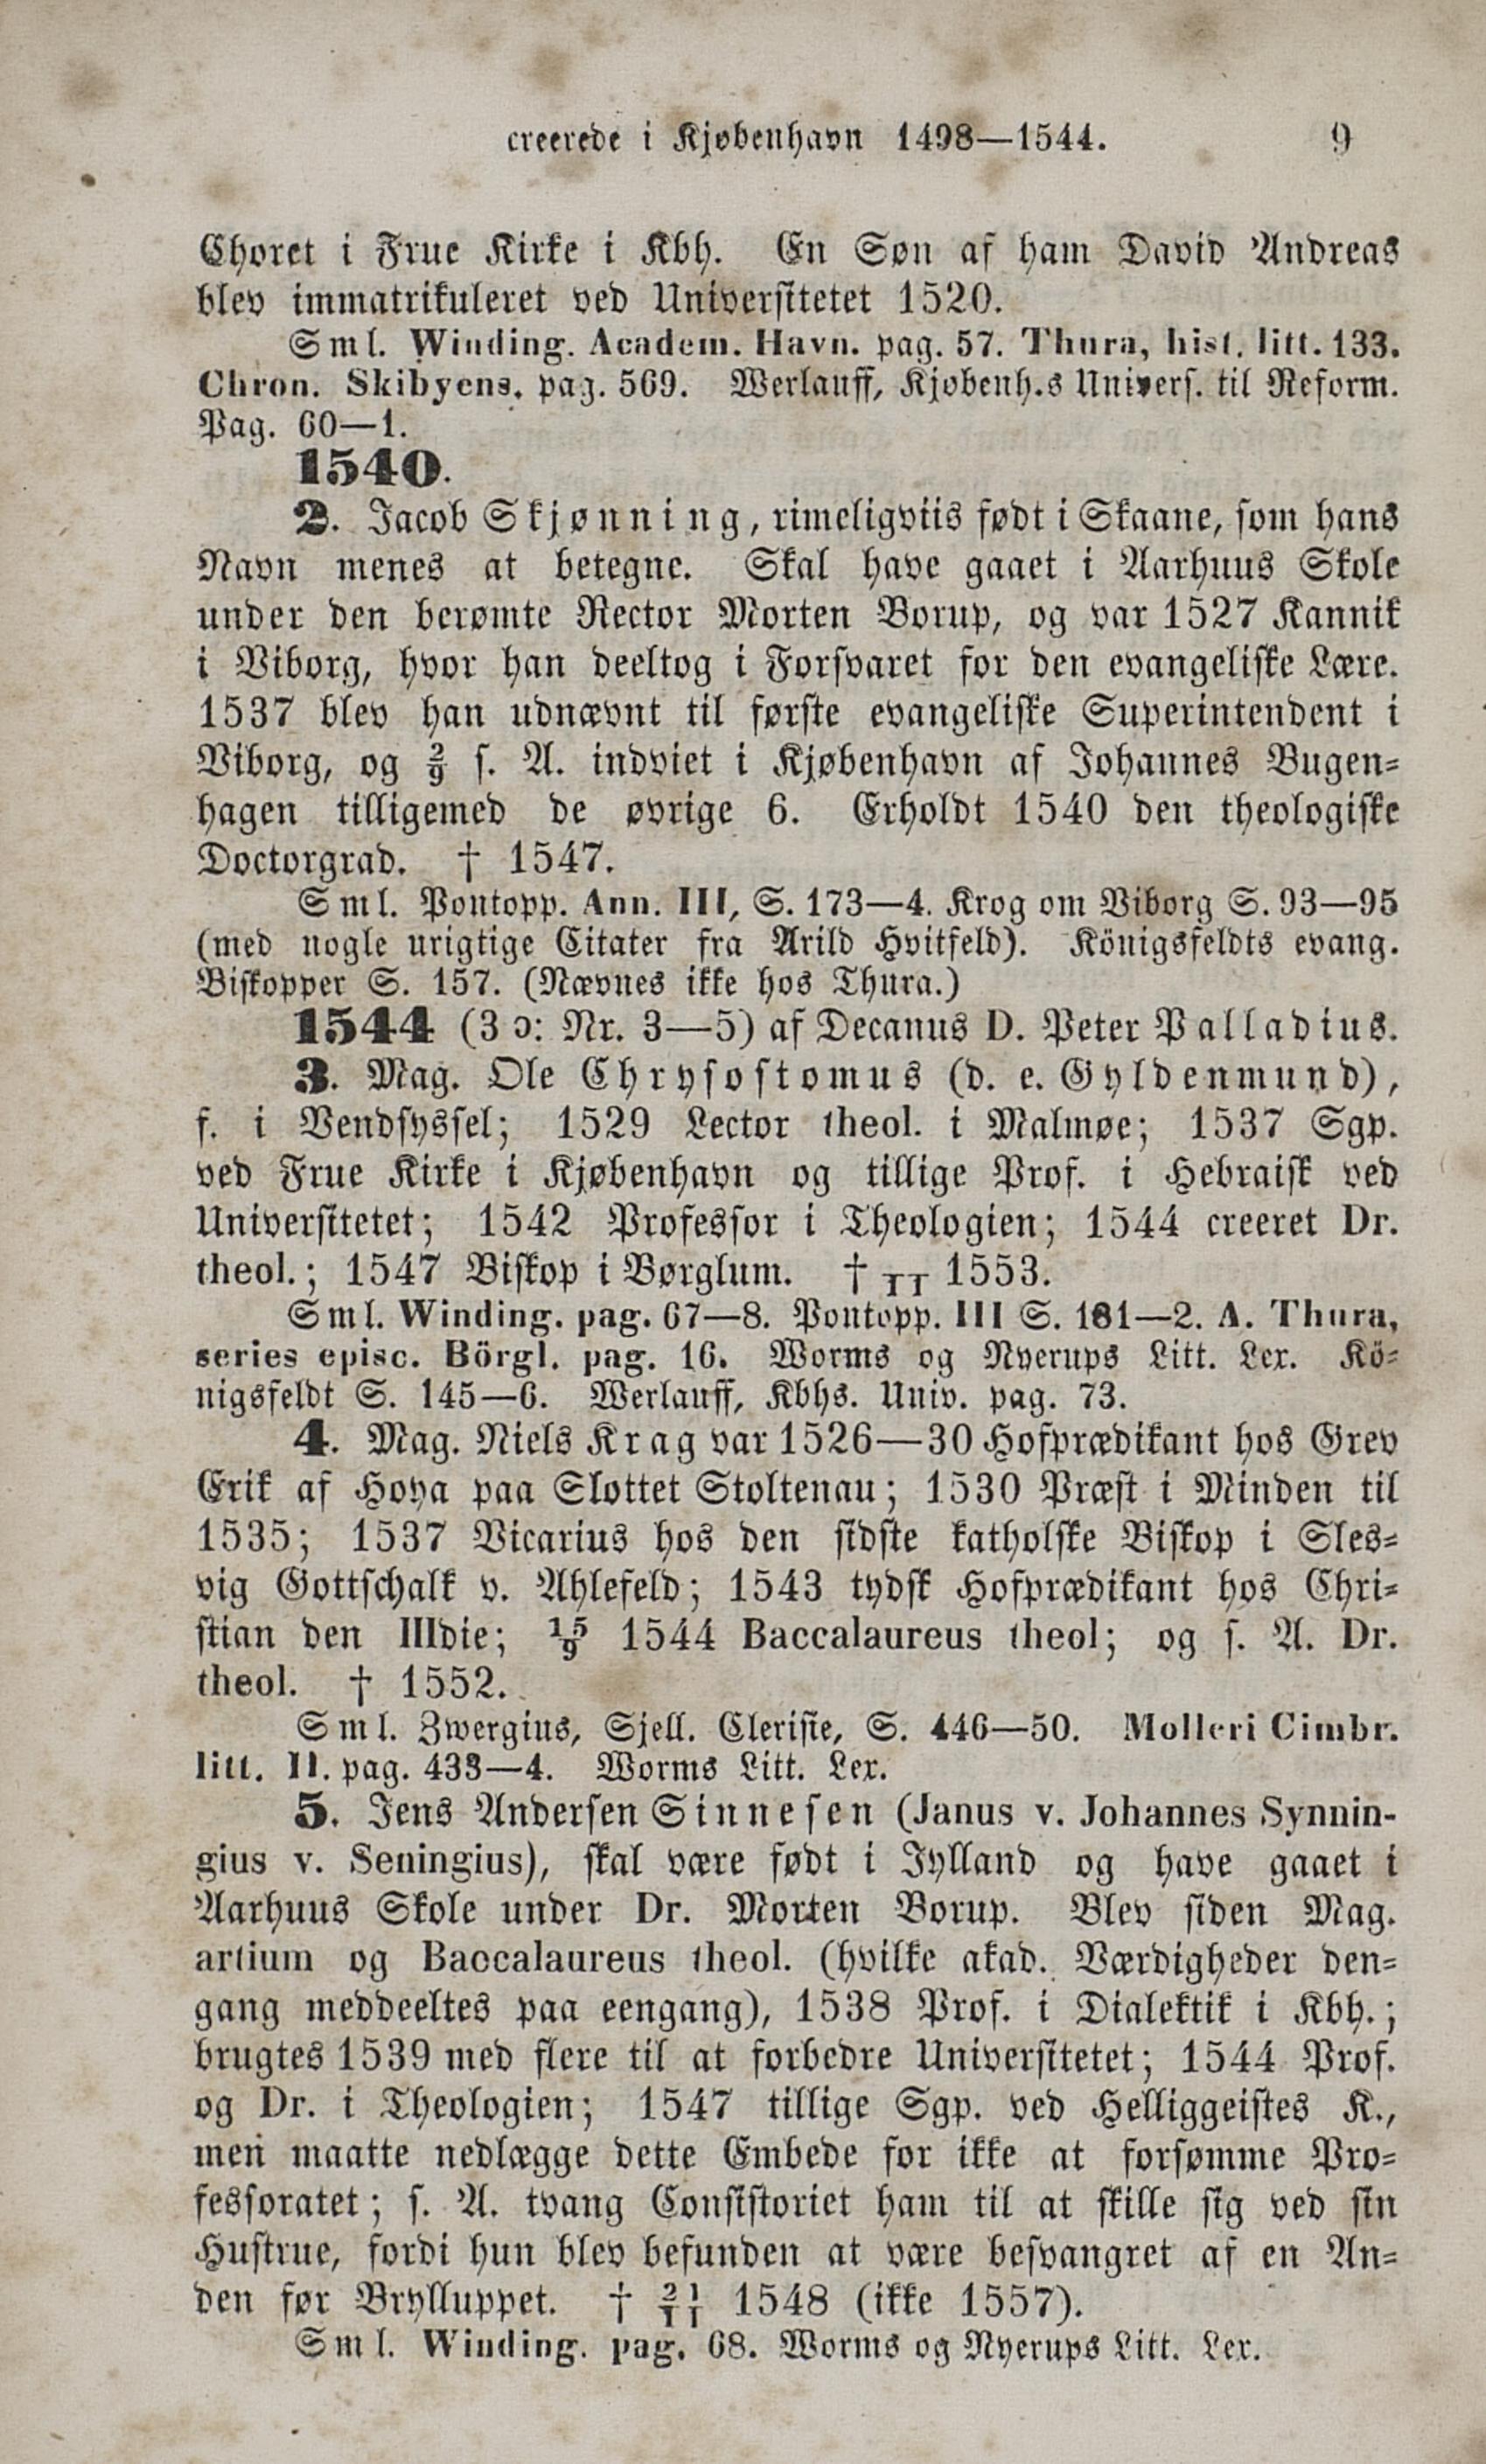 creerede i Kjøbenhavn 1498—1544. 9
Choret i Frue Kirke i Kbh. En Søn af ham David Andreas
blev immatrikuleret ved Universitetet 1520.
Sml. Winding. Academ. Havn. pag. 57. Thura, hist. litt. 133.
Chron. Skibyens. pag. 569. Werlauff, Kjøbenh.s Univers. til Reform.
Pag. 60—1.
1540.
2. Jacob Skjønning, rimeligviis født i Skaane, som hans
Navn menes at betegne. Skal have gaaet i Aarhuus Skole
under den berømte Rector Morten Borup, og var 1527 Kannik
i Viborg, hvor han deeltog i Forsvaret for den evangeliske Lære.
1537 blev han udnævnt til første evangeliske Superintendent i
Viborg, og 2/9 s. A. indviet i Kjøbenhavn af Johannes Bugen-
hagen tilligemed de øvrige 6. Erholdt 1540 den theologiske
Doctorgrad. † 1547.
Sml. Pontopp. Ann. III, S. 173—4. Krog om Viborg S. 93—95
(med nogle urigtige Citater fra Arild Hvitfeld). Königsfeldts evang.
Biskopper S. 157. (Nævnes ikke hos Thura.)
1544 (3 ɔ: Nr. 3—5) af Decanus D. Peter Palladius.
3. Mag. Ole Chrysostomus (d. e. Gyldenmund),
f. i Vendsyssel; 1529 Lector theol. i Malmøe; 1537 Sgp.
ved Frue Kirke i Kjøbenhavn og tillige Prof. i Hebraisk ved
Universitetet; 1542 Professor i Theologien; 1544 creeret Dr.
theol.; 1547 Biskop i Børglum. † /11 1553.
Sml. Winding. pag. 67—8. Pontopp. III S. 181—2. A. Thura,
series episc. Börgl. pag. 16. Worms og Nyerups Litt. Lex. Kö-
nigsfeldt S. 145—6. Werlauff, Kbhs. Univ. pag. 73.
4. Mag. Niels Krag var 1526—30 Hofprædikant hos Grev
Erik af Hoya paa Slottet Stoltenau; 1530 Præst i Minden til
1535; 1537 Vicarius hos den sidste katholske Biskop i Sles-
vig Gottschalk v. Ahlefeld; 1543 tydsk Hofprædikant hos Chri-
stian den IIIdie; 15/9 1544 Baccalaureus theol; og s. A. Dr.
theol. † 1552.
Sml. Zwergius, Sjell. Cleriste, S. 446—50. Molleri Cimbr.
litt. II. pag. 433—4. Worms Litt. Lex.
5. Jens Andersen Sinnesen (Janus v. Johannes Synnin-
gius v. Seningius), skal være født i Jylland og have gaaet i
Aarhuus Skole under Dr. Morten Borup. Blev siden Mag.
artium og Baccalaureus theol. (hvilke akad. Værdigheder den-
gang meddeeltes paa eengang), 1538 Prof. i Dialektik i Kbh.;
brugtes 1539 med flere til at forbedre Universitetet; 1544 Prof.
og Dr. i Theologien; 1547 tillige Sgp. ved Helliggeistes K.,
men maatte nedlægge dette Embede for ikke at forsømme Pro-
fessoratet; s. A. tvang Consistoriet ham til at skille sig ved sin
Hustrue, fordi hun blev befunden at være besvangret af en An-
den før Brylluppet. † 21/11 1548 (ikke 1557).
Sml. Winding. pag. 68. Worms og Nyerups Litt. Lex.